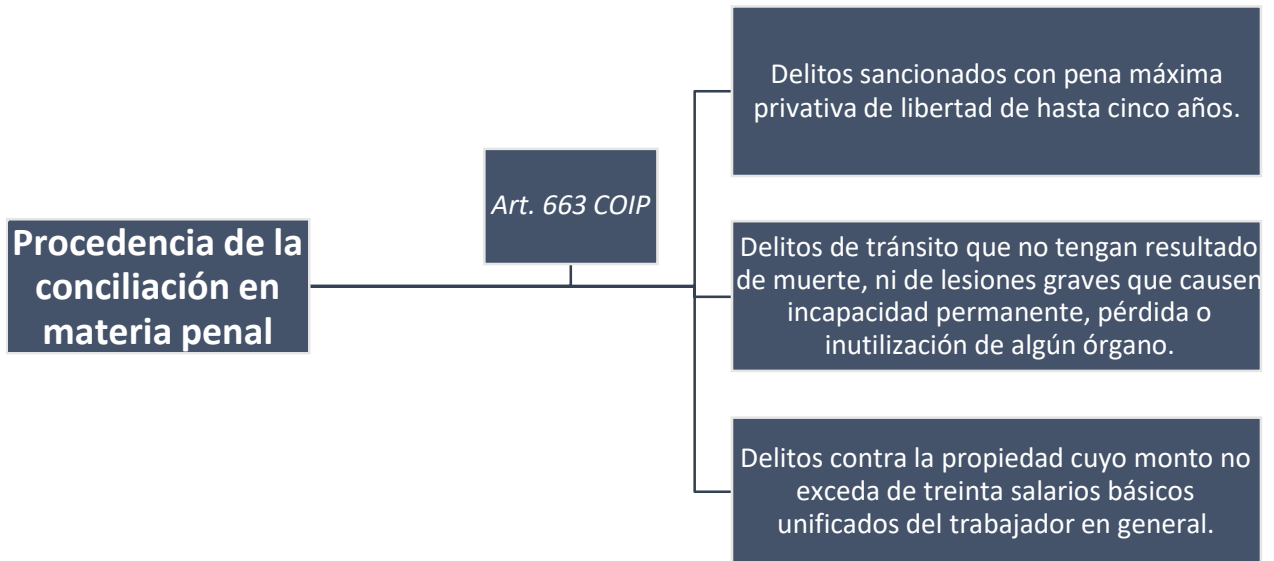 Procedencia de la
conciliación en
materia penal
Art. 663 COIP
Delitos sancionados con pena máxima
privativa de libertad de hasta cinco años.
Delitos de tránsito que no tengan resultado
de muerte, ni de lesiones graves que causen
incapacidad permanente, pérdida o
inutilización de algún órgano.
Delitos contra la propiedad cuyo monto no
exceda de treinta salarios básicos
unificados del trabajador en general.